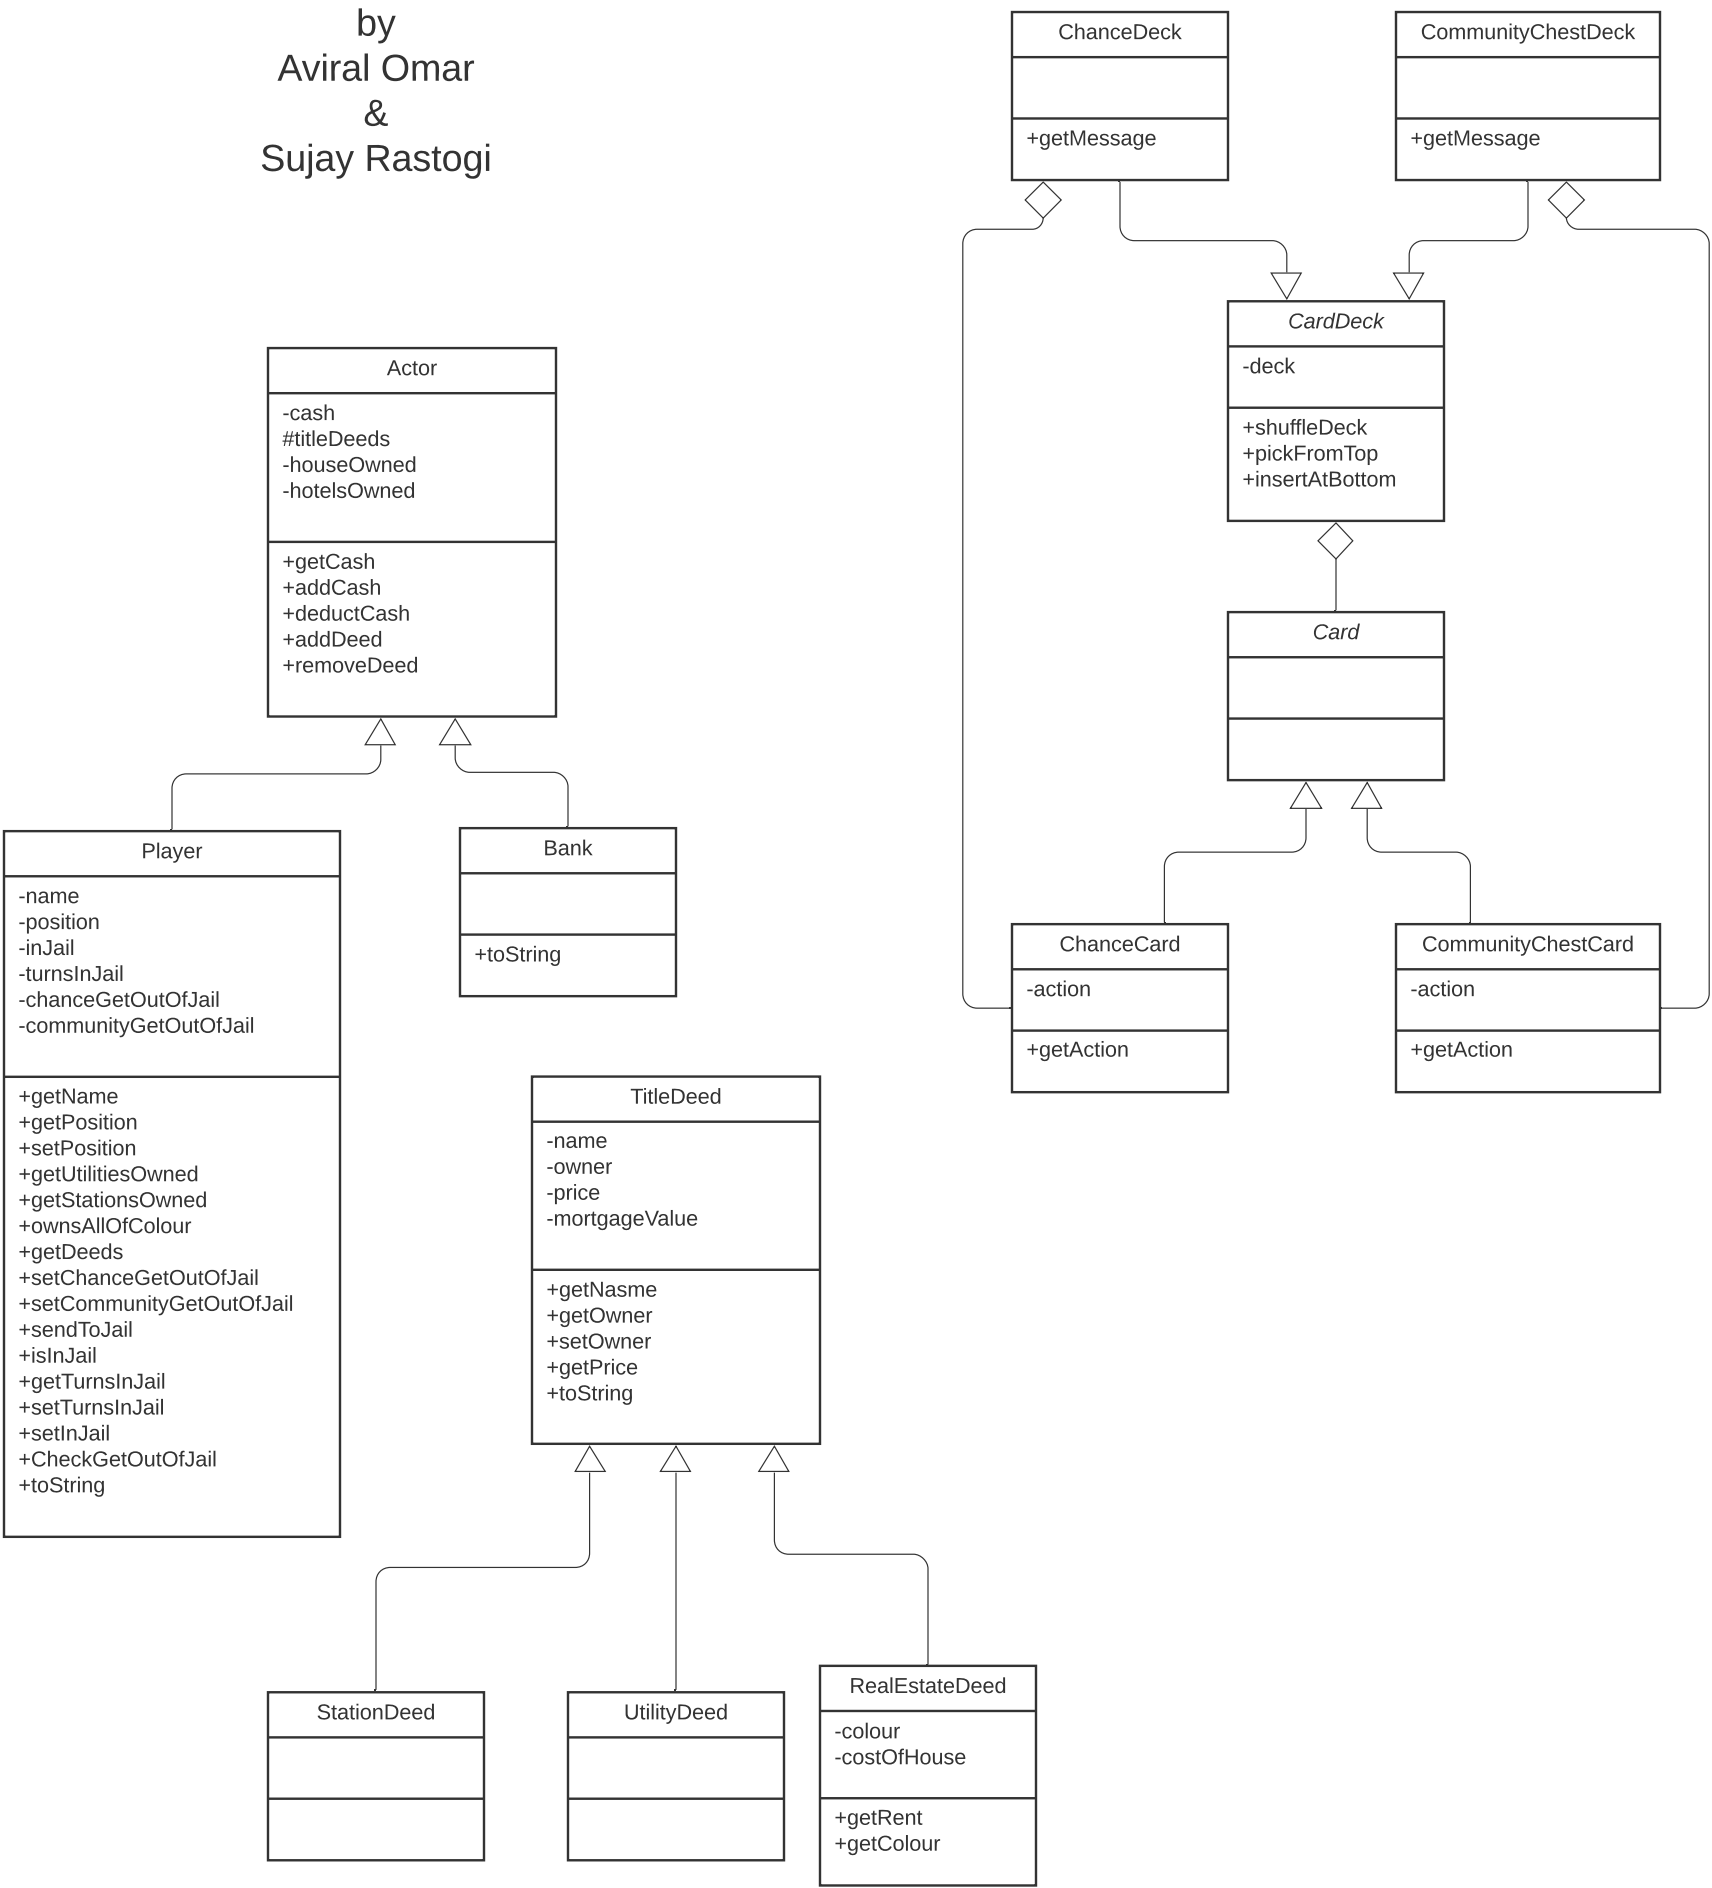 by
Aviral Omar
&
Sujay Rastogi
ChanceDeck
+getMessage
CommunityChestDeck
+getMessage
CardDeck
-deck
+shuffleDeck
+pickFromTop
+insertAtBottom
Card
ChanceCard
-action
+getAction
CommunityChestCard
-action
+getAction
Actor
-cash
#titleDeeds
-houseOwned
-hotelsOwned
+getCash
+addCash
+deductCash
+addDeed
+removeDeed
Player
-name
-position
-inJail
-turnsInJail
-chanceGetOutOfJail
-communityGetOutOfJail
+getName
+getPosition
+setPosition
+getUtilitiesOwned
+getStationsOwned
+ownsAllOfColour
+getDeeds
+setChanceGetOutOfJail
+setCommunityGetOutOfJail
+sendToJail
+isInJail
+getTurnsInJail
+setTurnsInJail
+setInJail
+CheckGetOutOfJail
+toString
Bank
+toString
TitleDeed
-name
-owner
-price
-mortgageValue
+getNasme
+getOwner
+setOwner
+getPrice
+toString
StationDeed
UtilityDeed
RealEstateDeed
-colour
-costOfHouse
+getRent
+getColour